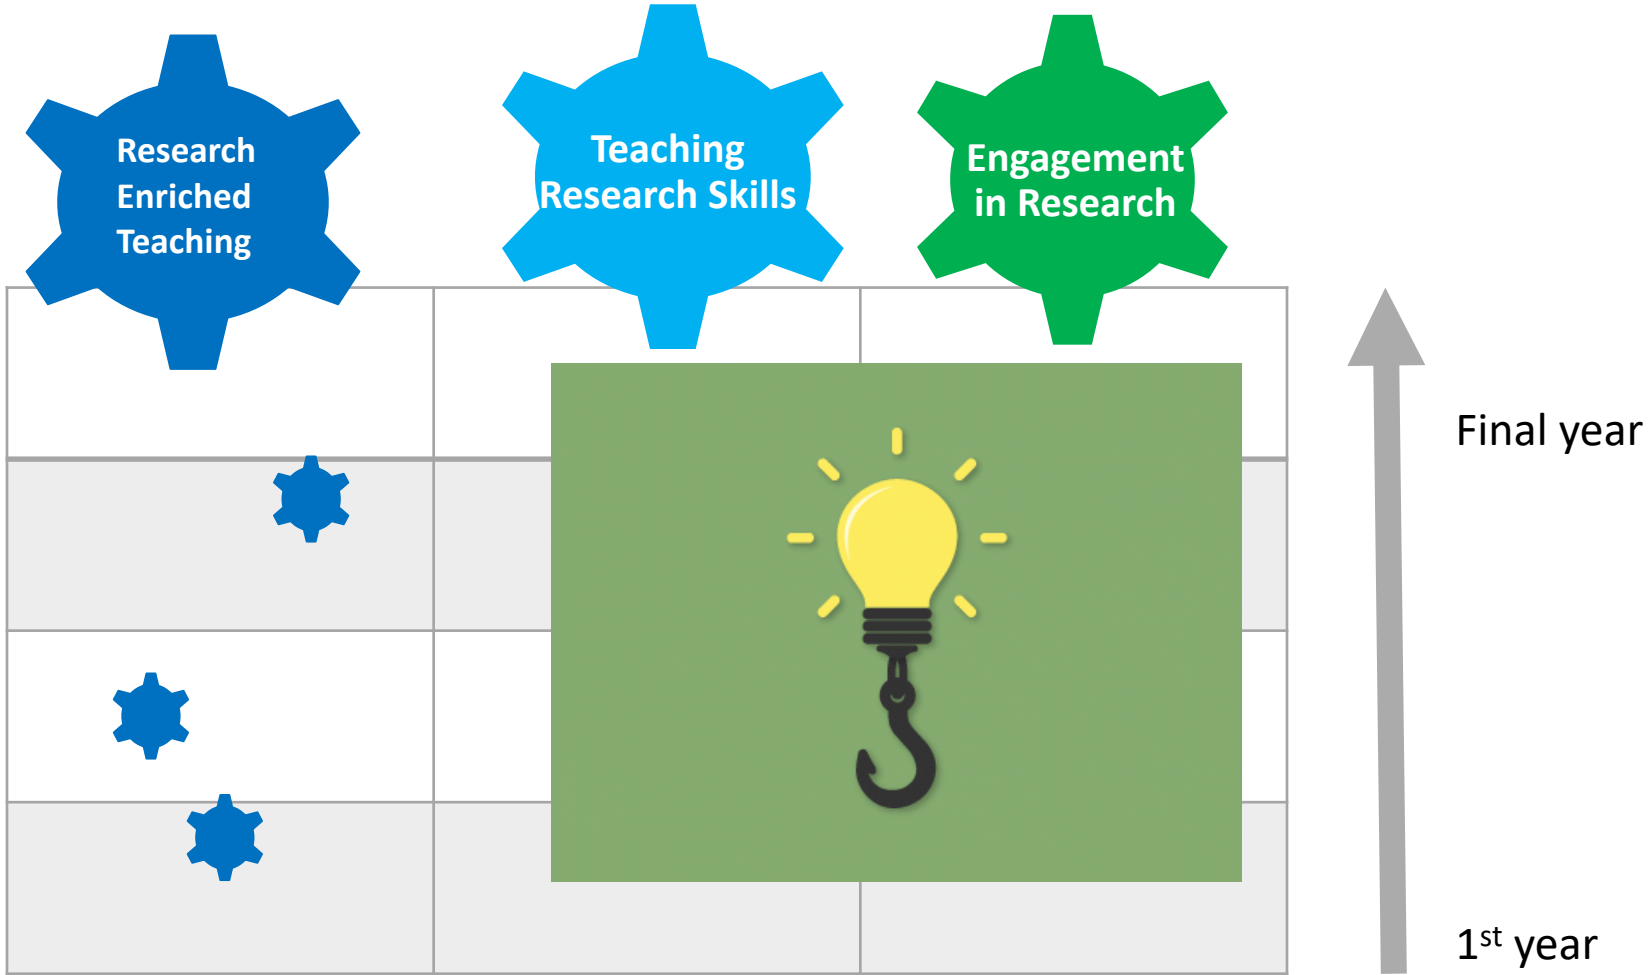 Research
Enriched
Teaching
Teaching
Research Skills
Engagement
in Research
Final year
1st year